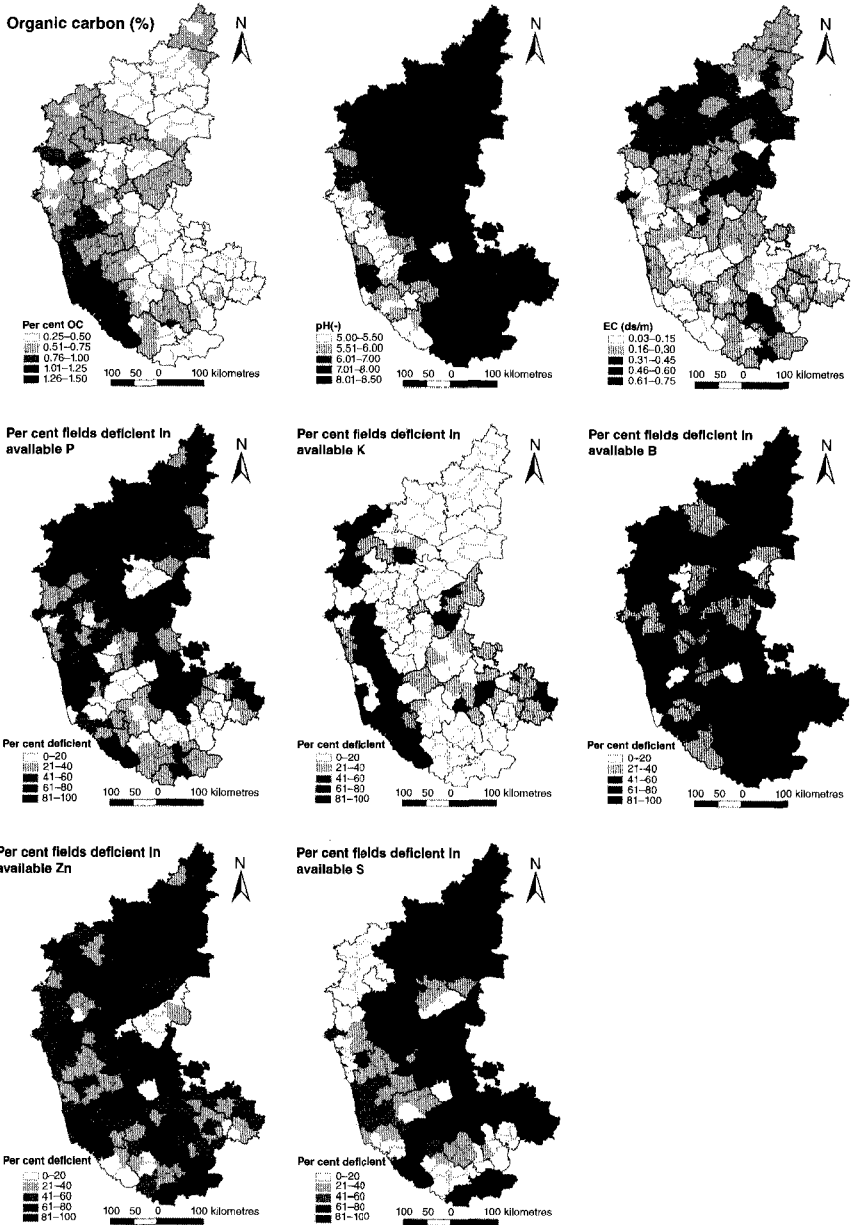 Organic carbon (%)
N
Per cent OC
0.25–0.50
0.51–0.75
0.76–1.00
1.01–1.25
1.26–1.50
100 50 0 100 kilometres
N
pH(-)
5.00–5.50
5.51–6.00
6.01–7.00
7.01–8.00
8.01–8.50
100 50 0 100 kilometres
N
EC (ds/m)
0.03–0.15
0.16–0.30
0.31–0.45
0.46–0.60
0.61–0.75
100 50 0 100 kilometres
Per cent fields deficient in
available P
N
Per cent deficient
0–20
21–40
41–60
61–80
81–100
100 50 0 100 kilometres
Per cent fields deficient in
available K
N
Per cent deficient
0–20
21–40
41–60
61–80
81–100
100 50 0 100 kilometres
Per cent fields deficient in
available B
N
Per cent deficient
0–20
21–40
41–60
61–80
81–100
100 50 0 100 kilometres
Per cent fields deficient in
available Zn
N
Per cent deficient
0–20
21–40
41–60
61–80
81–100
100 50 0 100 kilometres
Per cent fields deficient in
available S
N
Per cent deficient
0–20
21–40
41–60
61–80
81–100
100 50 0 100 kilometres